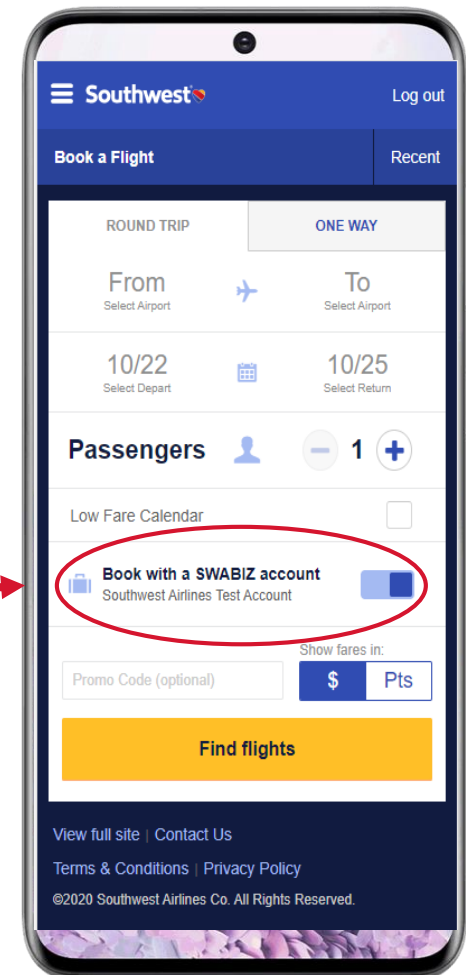 Southwest
Log out
Book a Flight
Recent
ROUND TRIP
ONE WAY
From
Select Airport
To
Select Airport
10/22
Select Depart
10/25
Select Return
Passengers
1
Low Fare Calendar
Book with a SWABIZ account
Southwest Airlines Test Account
Show fares in:
Promo Code (optional)
$
Pts
Find flights
View full site | Contact Us
Terms & Conditions | Privacy Policy
©2020 Southwest Airlines Co. All Rights Reserved.